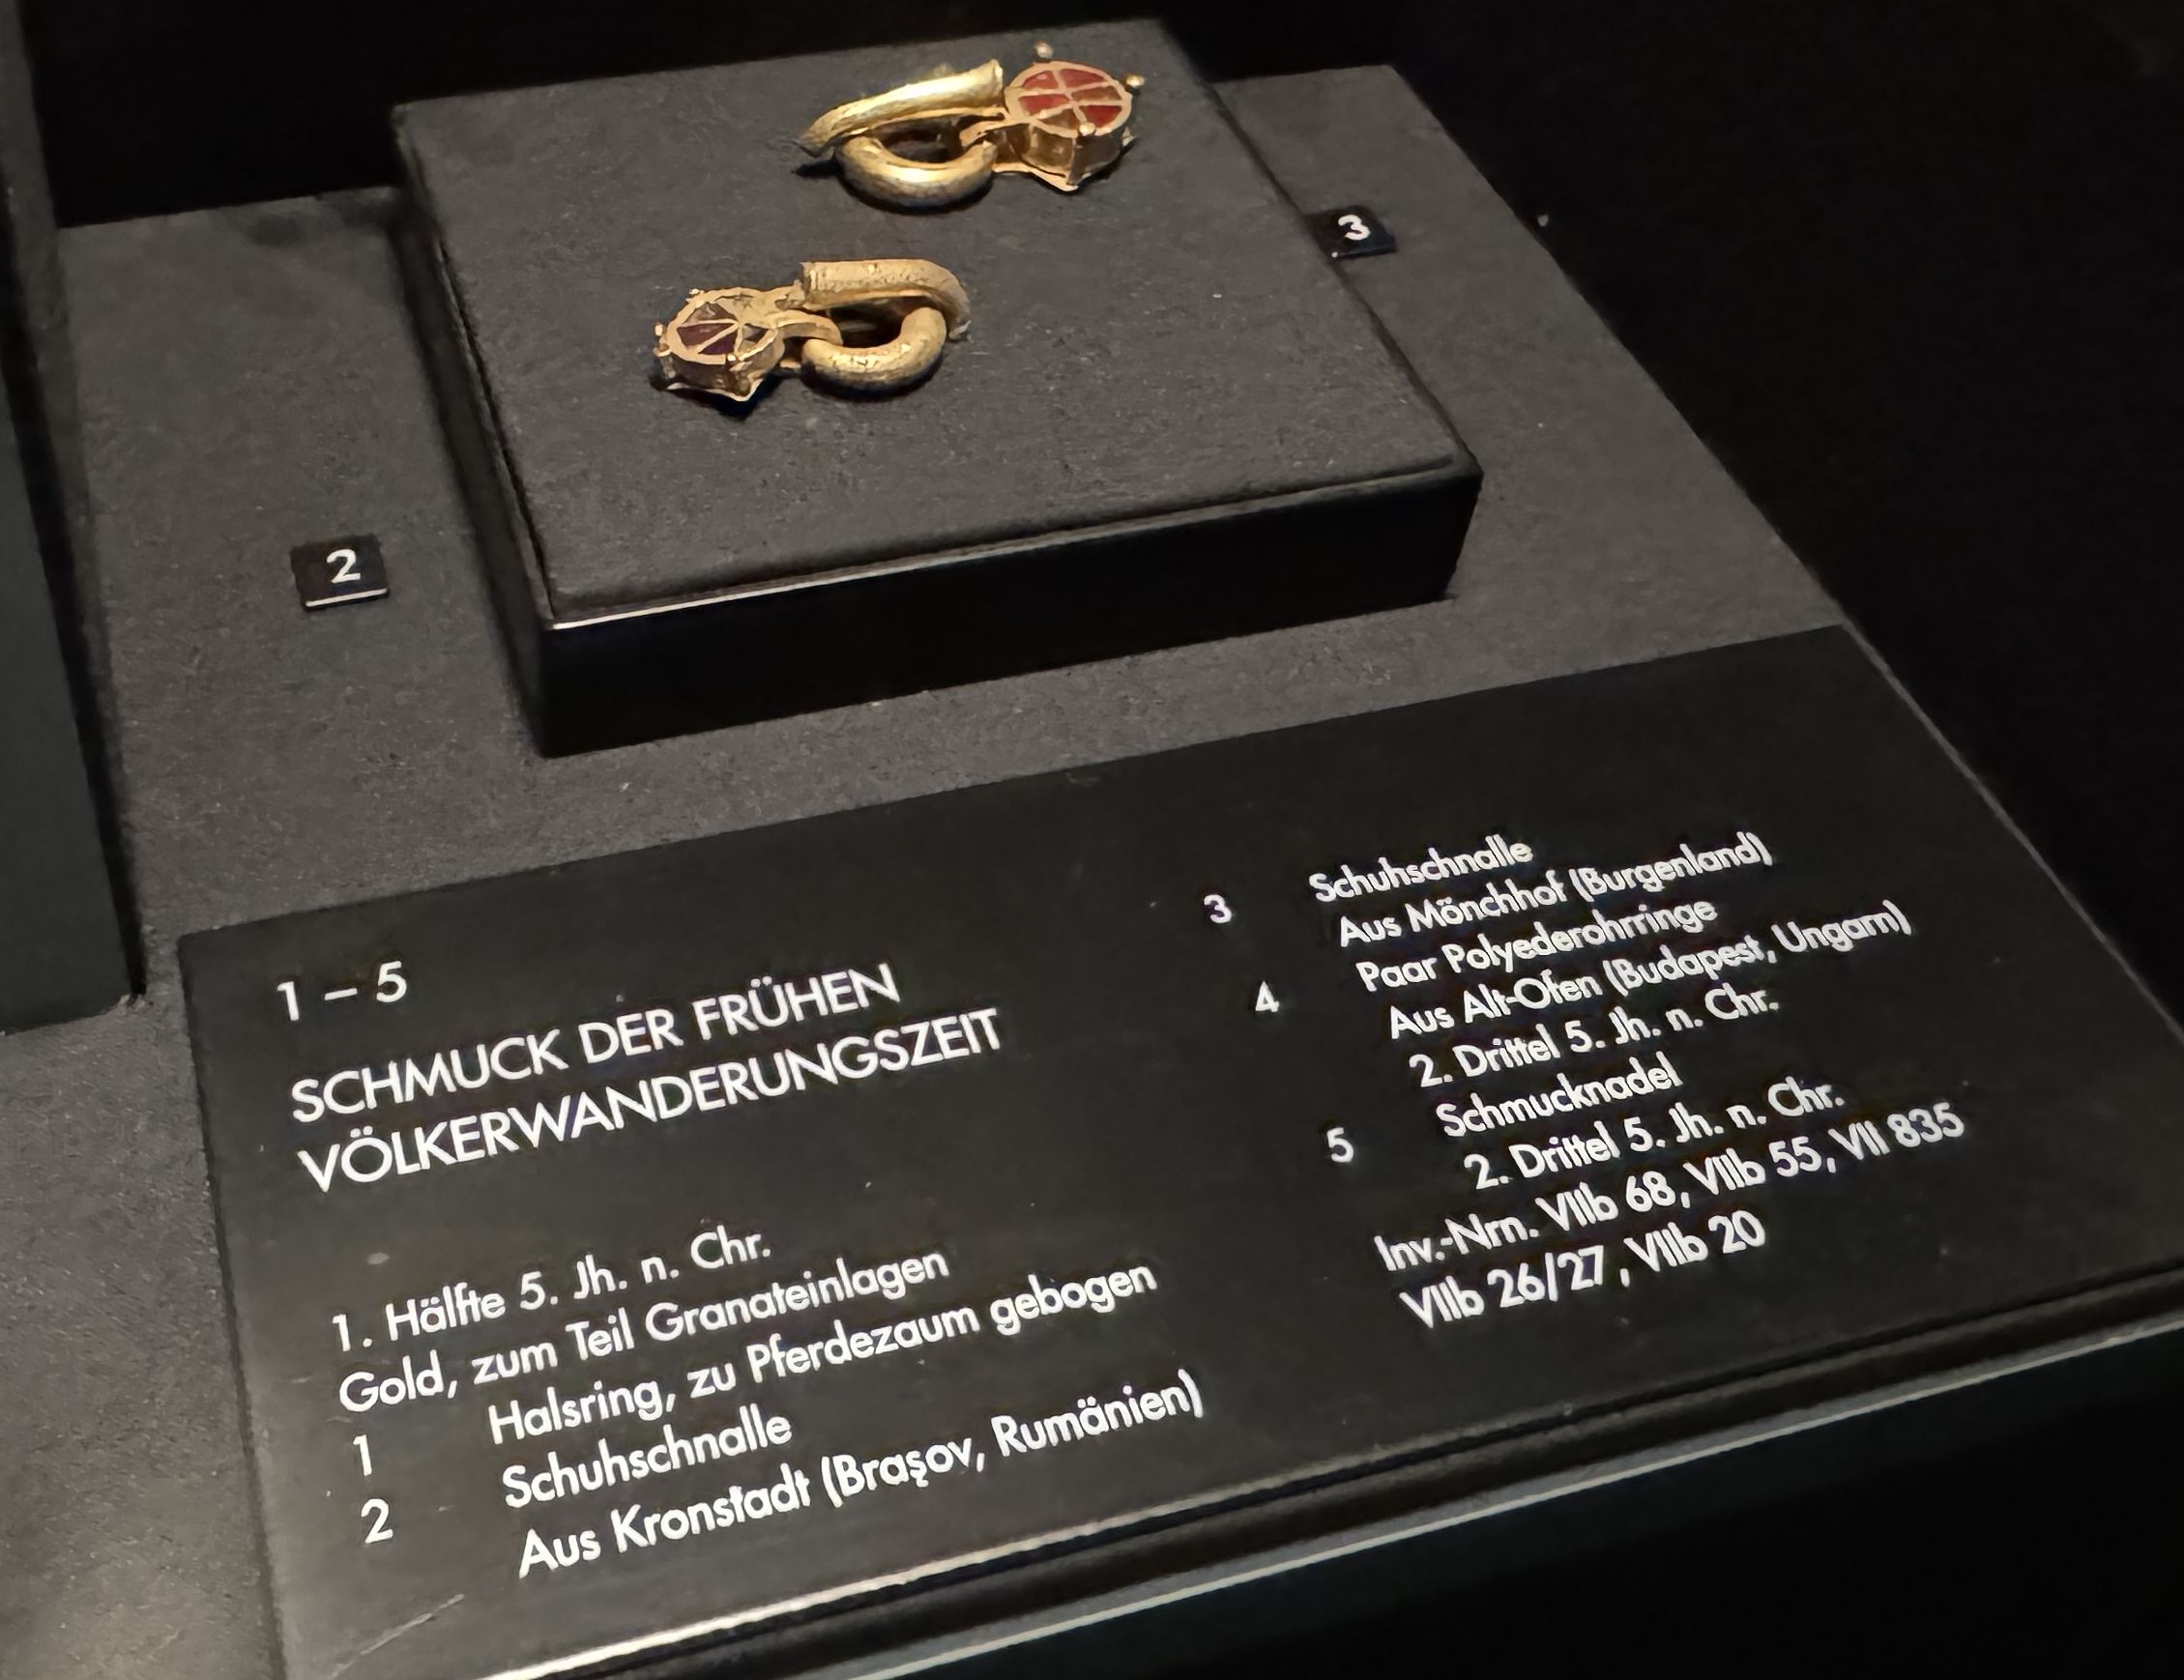 3
2
1 – 5
SCHMUCK DER FRÜHEN
VÖLKERWANDERUNGSZEIT
1. Hälfte 5. Jh. n. Chr.
Gold, zum Teil Granateinlagen
1 Halsring, zu Pferdezaum gebogen
2 Schuhschnalle
Aus Kronstadt (Braşov, Rumänien)
3 Schuhschnalle
Aus Mönchhof (Burgenland)
4 Paar Polyederohrringe
Aus Alt-Ofen (Budapest, Ungarn)
2. Drittel 5. Jh. n. Chr.
5 Schmucknadel
2. Drittel 5. Jh. n. Chr.
Inv.-Nrn. VIIb 68, VIIb 55, VII 835
VIIb 26/27, VIIb 20